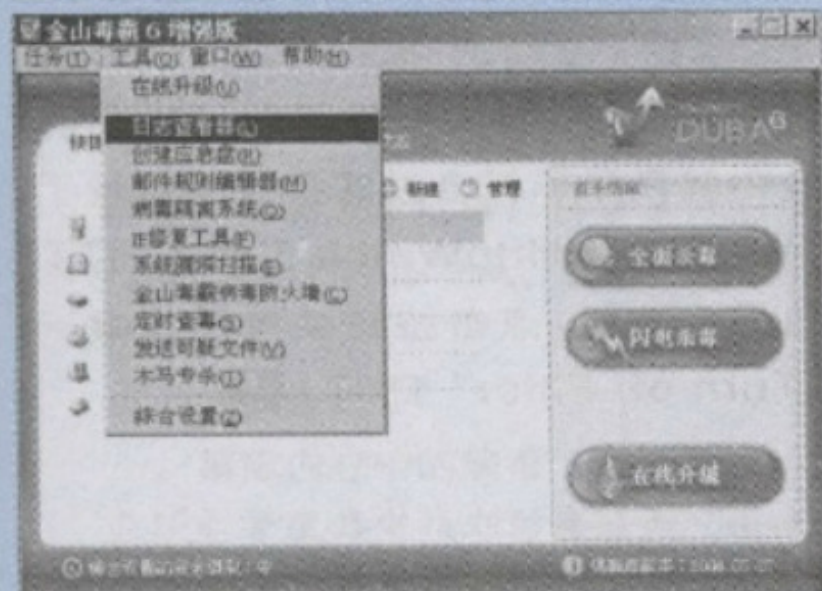 金山毒霸 6 增强版
任务(T) 工具(O) 窗口(W) 帮助(H)
在线升级(U)
日志查看器(L)
创建应急盘(R)
邮件规则编辑器(M)
病毒隔离系统(Q)
IE修复工具(F)
系统漏洞扫描(E)
金山毒霸病毒防火墙(C)
定时查毒(S)
发送可疑文件(V)
木马专杀(T)
综合设置(Z)
DUBA6
新建 管理
全面杀毒
闪电杀毒
在线升级